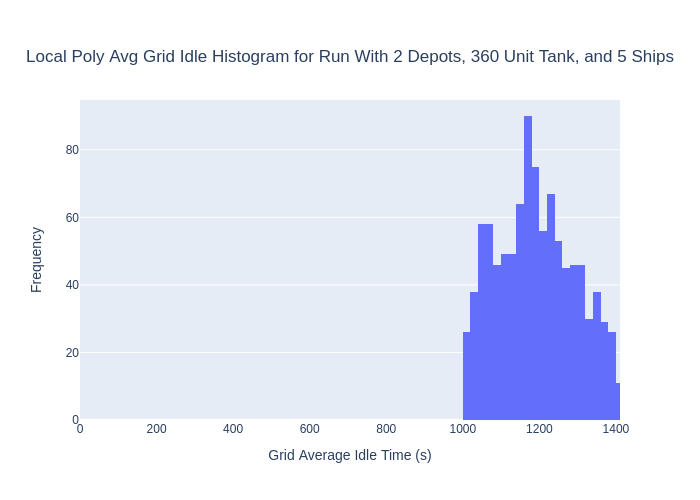 Local Poly Avg Grid Idle Histogram for Run With 2 Depots, 360 Unit Tank, and 5 Ships
80
60
40
20
0
Frequency
0 200 400 600 800 1000 1200 1400
Grid Average Idle Time (s)